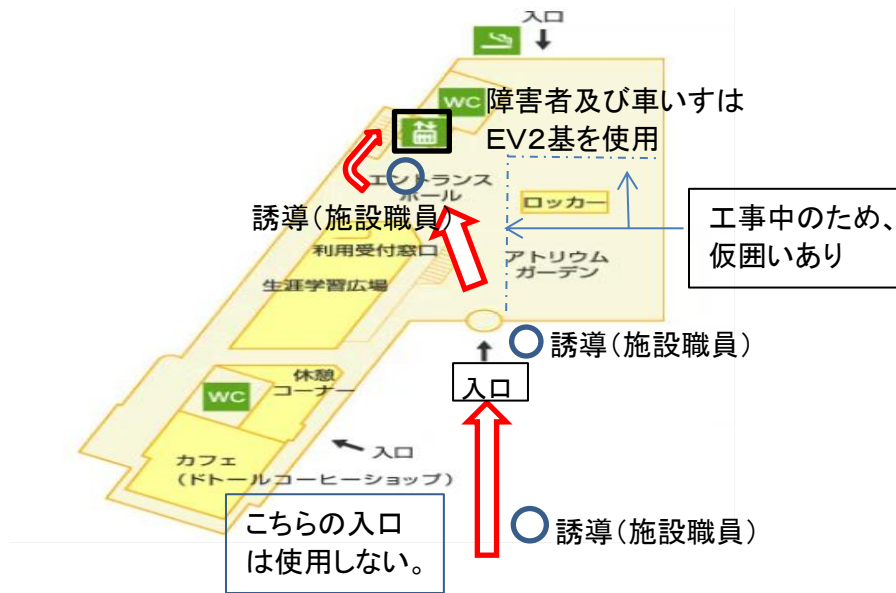 入口
WC
障害者及び車いすは
EV2基を使用
エントランス
ホール
ロッカー
工事中のため、
仮囲いあり
誘導(施設職員)
利用受付窓口
アトリウム
ガーデン
生涯学習広場
誘導(施設職員)
入口
休憩
コーナー
WC
入口
カフェ
(ドトールコーヒーショップ)
こちらの入口
は使用しない。
誘導(施設職員)